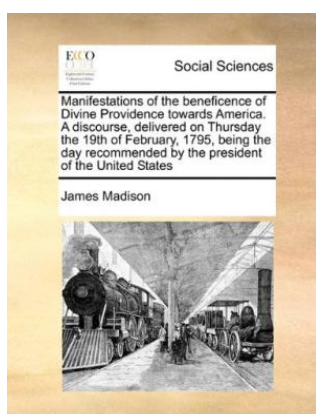 ECCO
Social Sciences
Manifestations of the beneficence of
Divine Providence towards America.
A discourse, delivered on Thursday
the 19th of February, 1795, being the
day recommended by the president
of the United States
James Madison